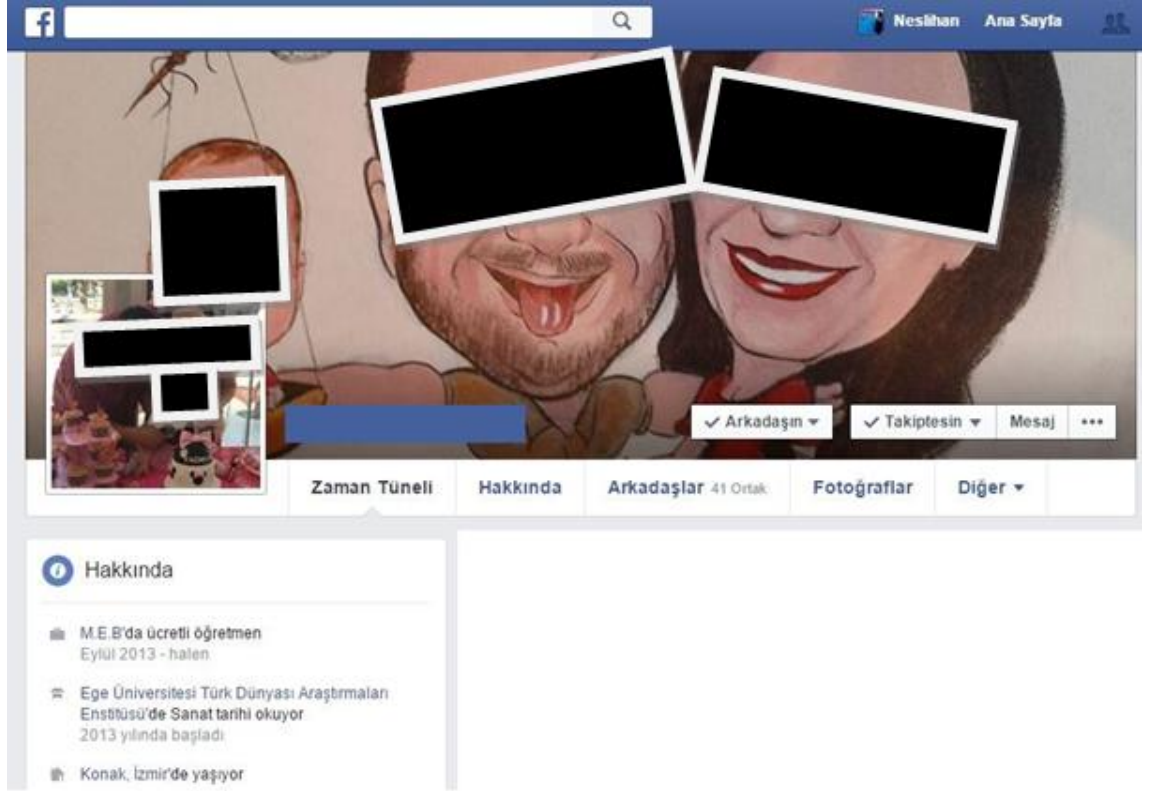 f
Neslihan Ana Sayfa
✓ Arkadaşın ▾ ✓ Takiptesin ▾ Mesaj •••
Zaman Tüneli Hakkında Arkadaşlar 41 Ortak Fotoğraflar Diğer ▾
Hakkında
M.E.B'da ücretli öğretmen
Eylül 2013 - halen
Ege Üniversitesi Türk Dünyası Araştırmaları
Enstitüsü'de Sanat tarihi okuyor
2013 yılında başladı
Konak, İzmir'de yaşıyor